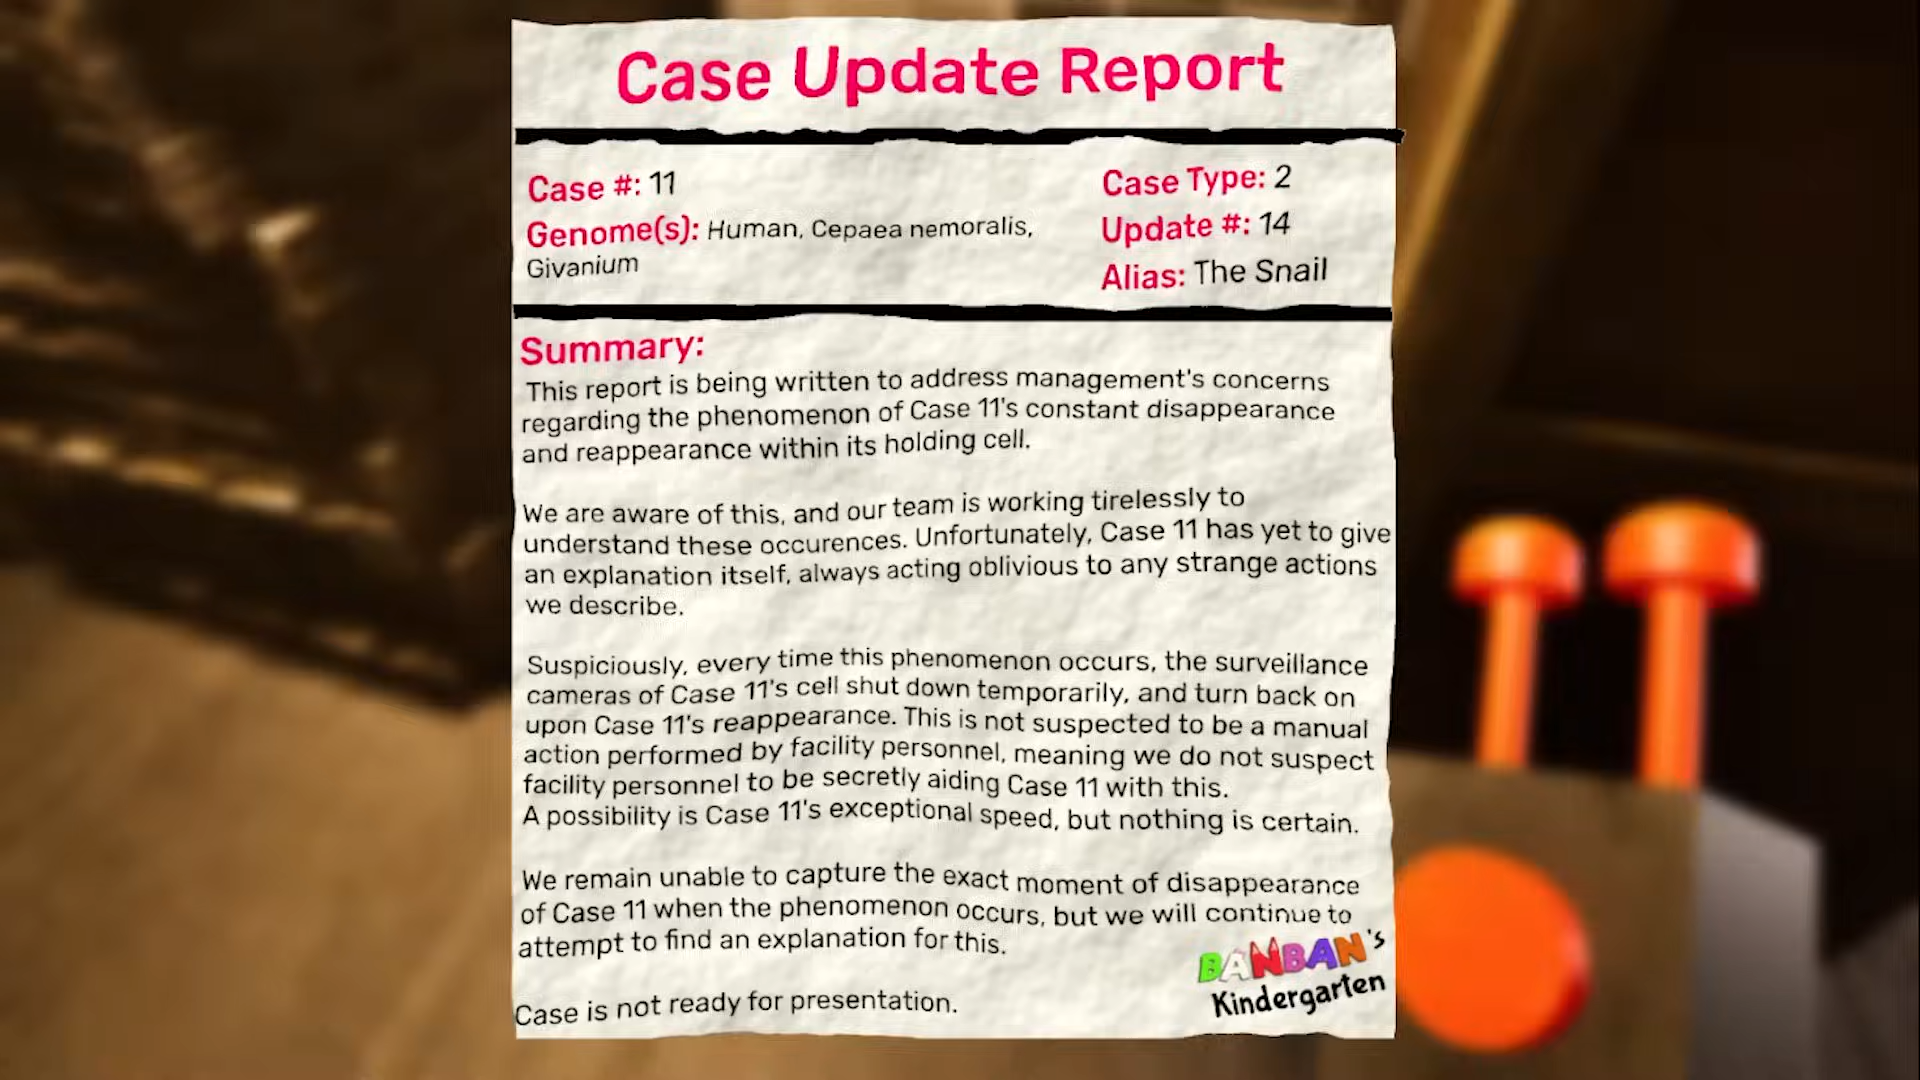 Case Update Report
Case #: 11
Genome(s): Human, Cepaea nemoralis,
Givanium
Case Type: 2
Update #: 14
Alias: The Snail
Summary:
This report is being written to address management's concerns
regarding the phenomenon of Case 11's constant disappearance
and reappearance within its holding cell.
We are aware of this, and our team is working tirelessly to
understand these occurences. Unfortunately, Case 11 has yet to give
an explanation itself, always acting oblivious to any strange actions
we describe.
Suspiciously, every time this phenomenon occurs, the surveillance
cameras of Case 11's cell shut down temporarily, and turn back on
upon Case 11's reappearance. This is not suspected to be a manual
action performed by facility personnel, meaning we do not suspect
facility personnel to be secretly aiding Case 11 with this.
A possibility is Case 11's exceptional speed, but nothing is certain.
We remain unable to capture the exact moment of disappearance
of Case 11 when the phenomenon occurs, but we will continue to
attempt to find an explanation for this.
Case is not ready for presentation.
BANBAN's
Kindergarten